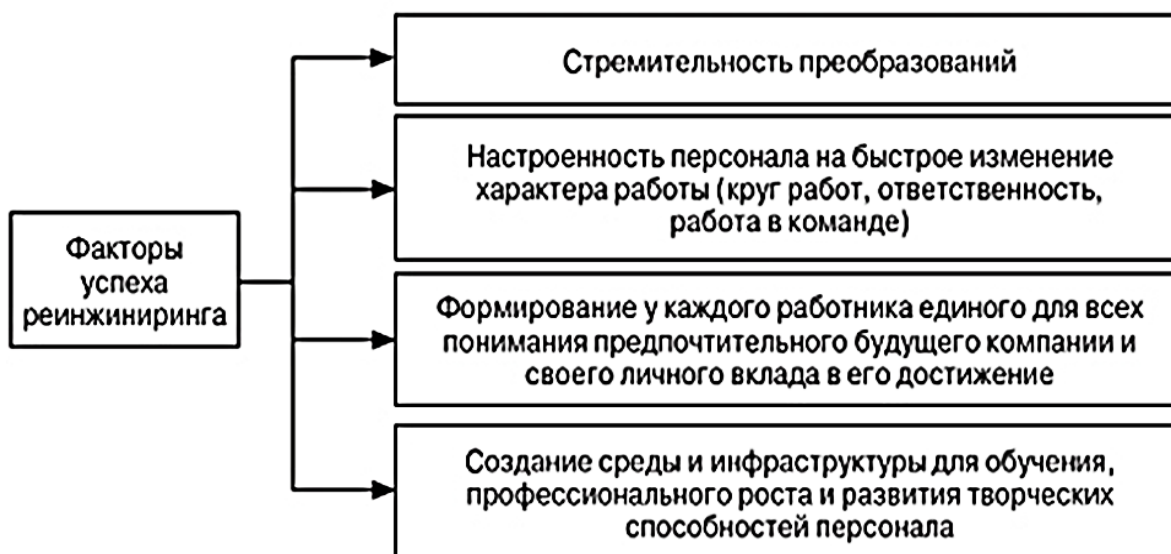 Стремительность преобразований
Настроенность персонала на быстрое изменение
характера работы (круг работ, ответственность,
работа в команде)
Факторы
успеха
реинжиниринга
Формирование у каждого работника единого для всех
понимания предпочтительного будущего компании и
своего личного вклада в его достижение
Создание среды и инфраструктуры для обучения,
профессионального роста и развития творческих
способностей персонала